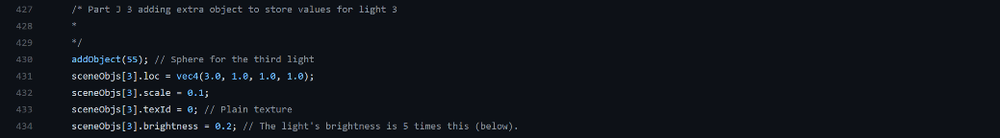 427 /* Part J 3 adding extra object to store values for light 3
428 *
429 */
430 addObject(55); // Sphere for the third light
431 sceneObjs[3].loc = vec4(3.0, 1.0, 1.0, 1.0);
432 sceneObjs[3].scale = 0.1;
433 sceneObjs[3].texId = 0; // Plain texture
434 sceneObjs[3].brightness = 0.2; // The light's brightness is 5 times this (below).